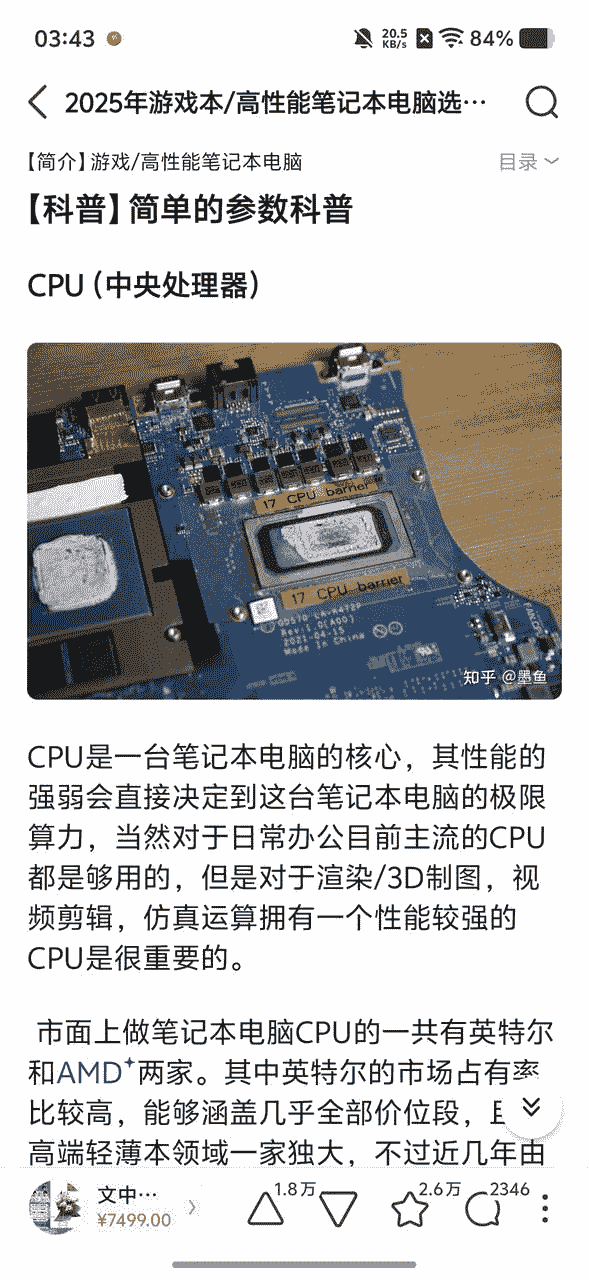 03:43
20.5
KB/s
84%
2025年游戏本/高性能笔记本电脑选…
【简介】游戏/高性能笔记本电脑
目录
【科普】简单的参数科普
CPU（中央处理器）
17 CPU barrier
17 CPU barrier
Rev:1.0(A00)
2021-04-15
Made in China
知乎 @墨鱼
CPU是一台笔记本电脑的核心，其性能的
强弱会直接决定到这台笔记本电脑的极限
算力，当然对于日常办公目前主流的CPU
都是够用的，但是对于渲染/3D制图，视
频剪辑，仿真运算拥有一个性能较强的
CPU是很重要的。
市面上做笔记本电脑CPU的一共有英特尔
和AMD两家。其中英特尔的市场占有率
比较高，能够涵盖几乎全部价位段，且
高端轻薄本领域一家独大，不过近几年由
文中…
¥7499.00
1.8万
2.6万
2346